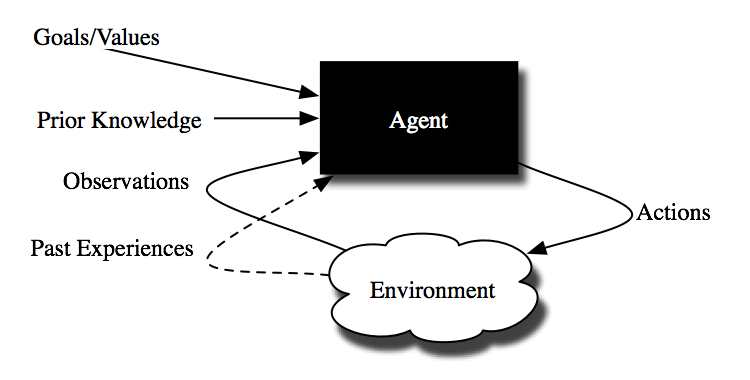 Goals/Values
Prior Knowledge
Agent
Observations
Actions
Past Experiences
Environment